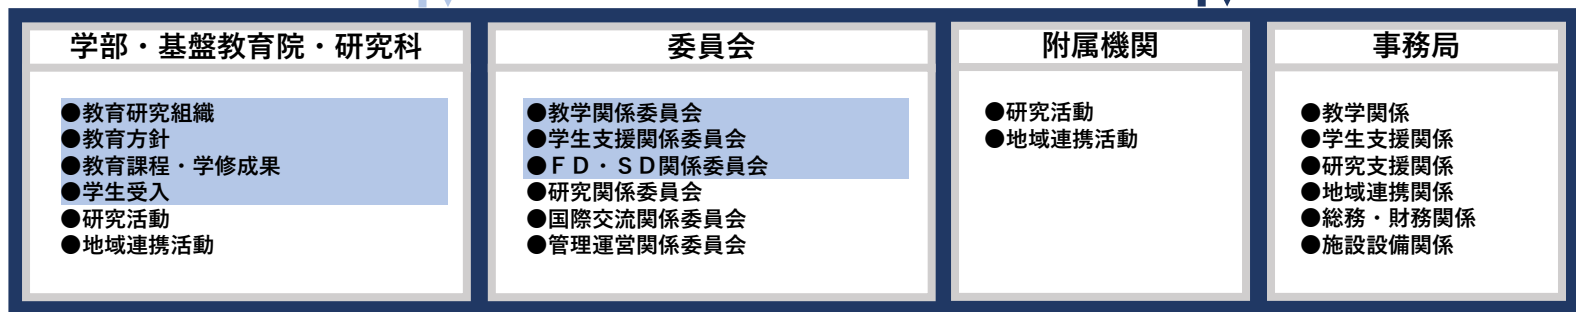 学部・基盤教育院・研究科
●教育研究組織
●教育方針
●教育課程・学修成果
●学生受入
●研究活動
●地域連携活動
委員会
●教学関係委員会
●学生支援関係委員会
●ＦＤ・ＳＤ関係委員会
●研究関係委員会
●国際交流関係委員会
●管理運営関係委員会
附属機関
●研究活動
●地域連携活動
事務局
●教学関係
●学生支援関係
●研究支援関係
●地域連携関係
●総務・財務関係
●施設設備関係